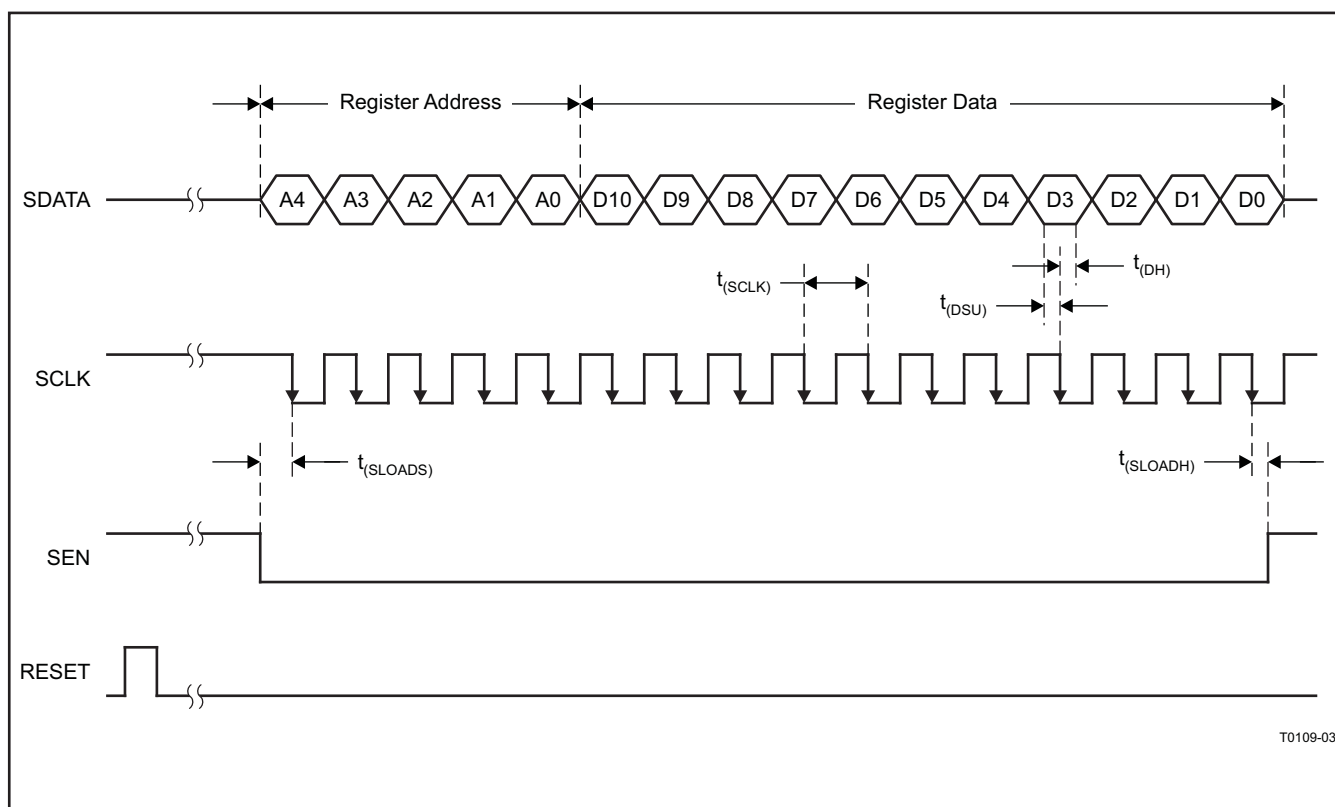 Register Address Register Data
SDATA A4 A3 A2 A1 A0 D10 D9 D8 D7 D6 D5 D4 D3 D2 D1 D0
t(DH)
t(SCLK)
t(DSU)
SCLK
t(SLOADS) t(SLOADH)
SEN
RESET
T0109-03